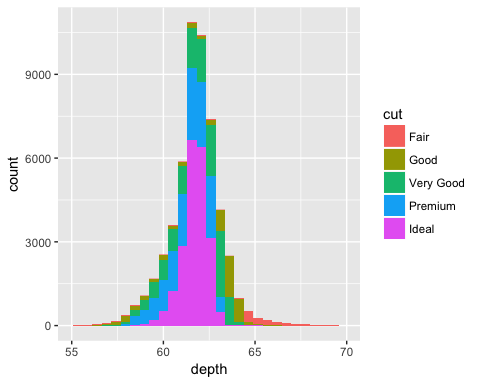 9000
6000
3000
0
count
55
60
65
70
depth
cut
Fair
Good
Very Good
Premium
Ideal